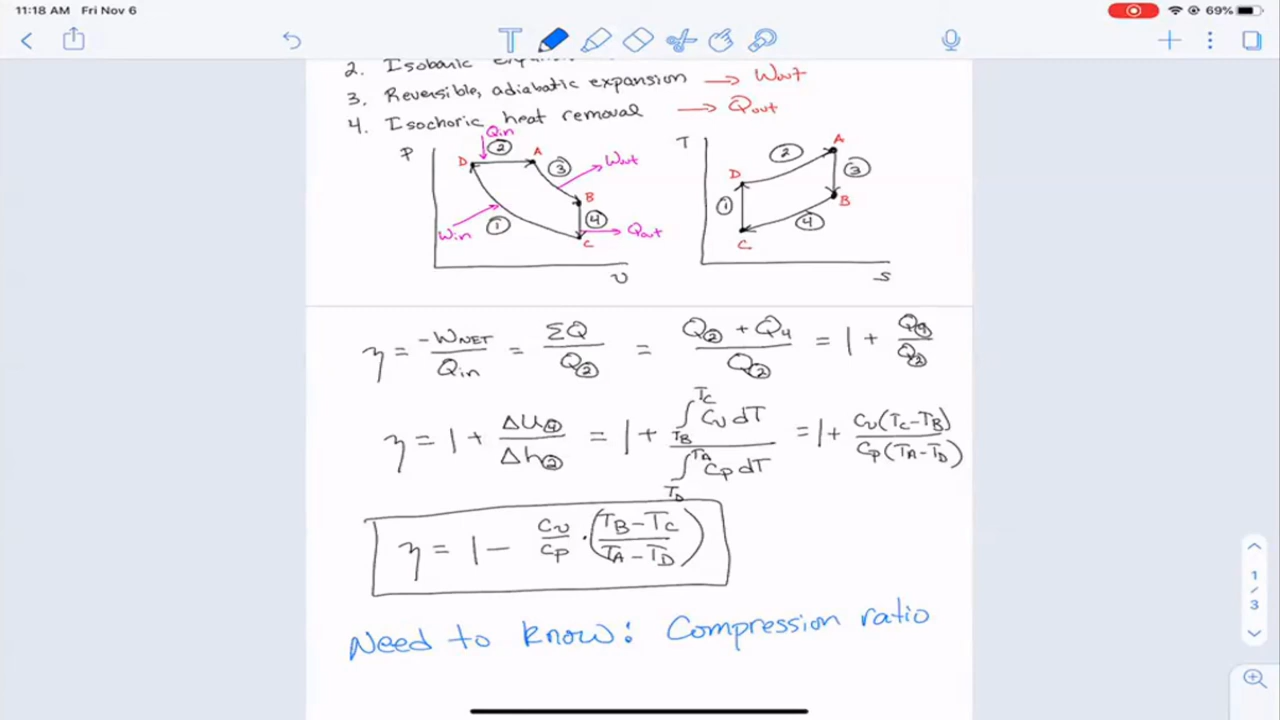 11:18 AM Fri Nov 6
69%
2. Isobaric
3. Reversible, adiabatic expansion → Wout
4. Isochoric heat removal → Qout
P
D
Qin
②
A
③
Wout
B
④
Qout
C
①
Win
v
T
D
②
A
③
B
④
C
①
s
η = -WNET / Qin = ΣQ / Q② = (Q② + Q4) / Q② = 1 + Q④ / Q②
η = 1 + Δu④ / Δh② = 1 + ∫TB^TC Cv dT / ∫TD^TA Cp dT = 1 + Cv(TC-TB) / Cp(TA-TD)
η = 1 - Cv/Cp · (TB-TC / TA-TD)
Need to know: Compression ratio
1
/
3